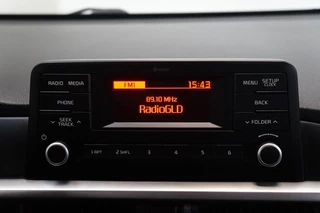 Bluetooth
RADIO MEDIA
FM1 15:43
MENU SETUP
CLOCK
89.10 MHz
PHONE
RadioGLD
BACK
SEEK
TRACK
FOLDER
1 RPT 2 SHFL 3 4 5 6